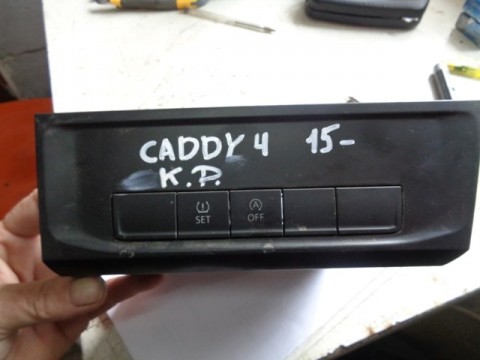 CADDY 4 15-
K.P.
SET OFF